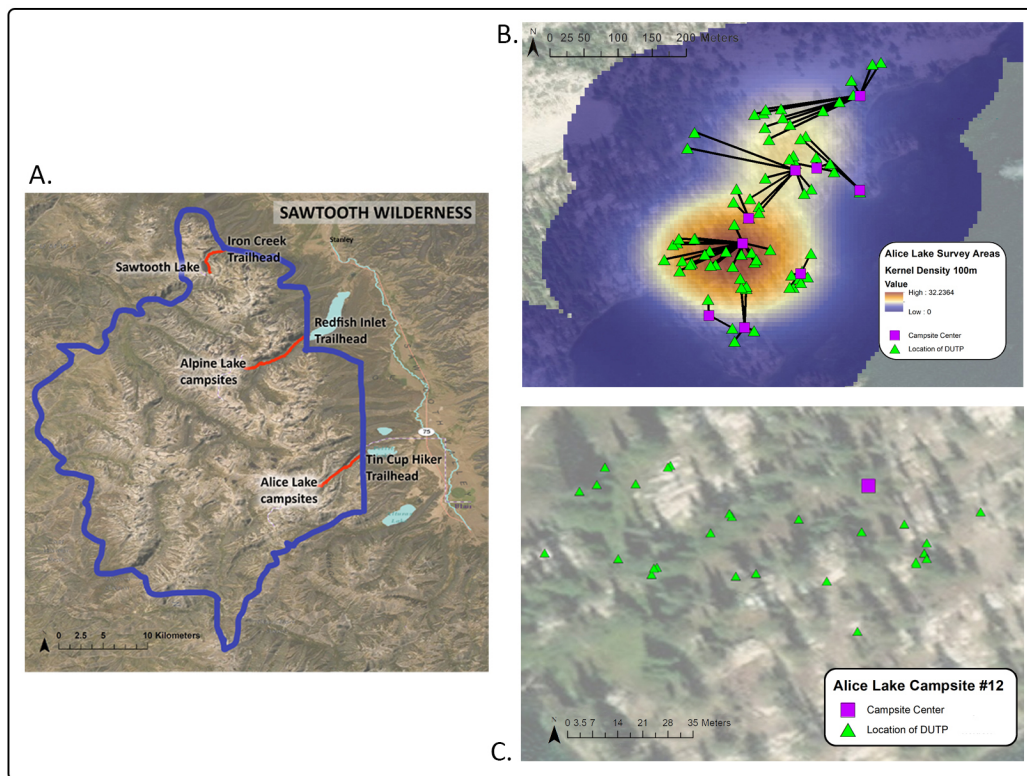 A.
SAWTOOTH WILDERNESS
Stanley
Iron Creek
Trailhead
Sawtooth Lake
Redfish Inlet
Trailhead
Alpine Lake
campsites
75
Tin Cup Hiker
Trailhead
Alice Lake
campsites
0 2.5 5 10 Kilometers
B.
N
0 25 50 100 150 200 Meters
Alice Lake Survey Areas
Kernel Density 100m
Value
High : 32.2364
Low : 0
Campsite Center
Location of DUTP
C.
N
0 3.5 7 14 21 28 35 Meters
Alice Lake Campsite #12
Campsite Center
Location of DUTP